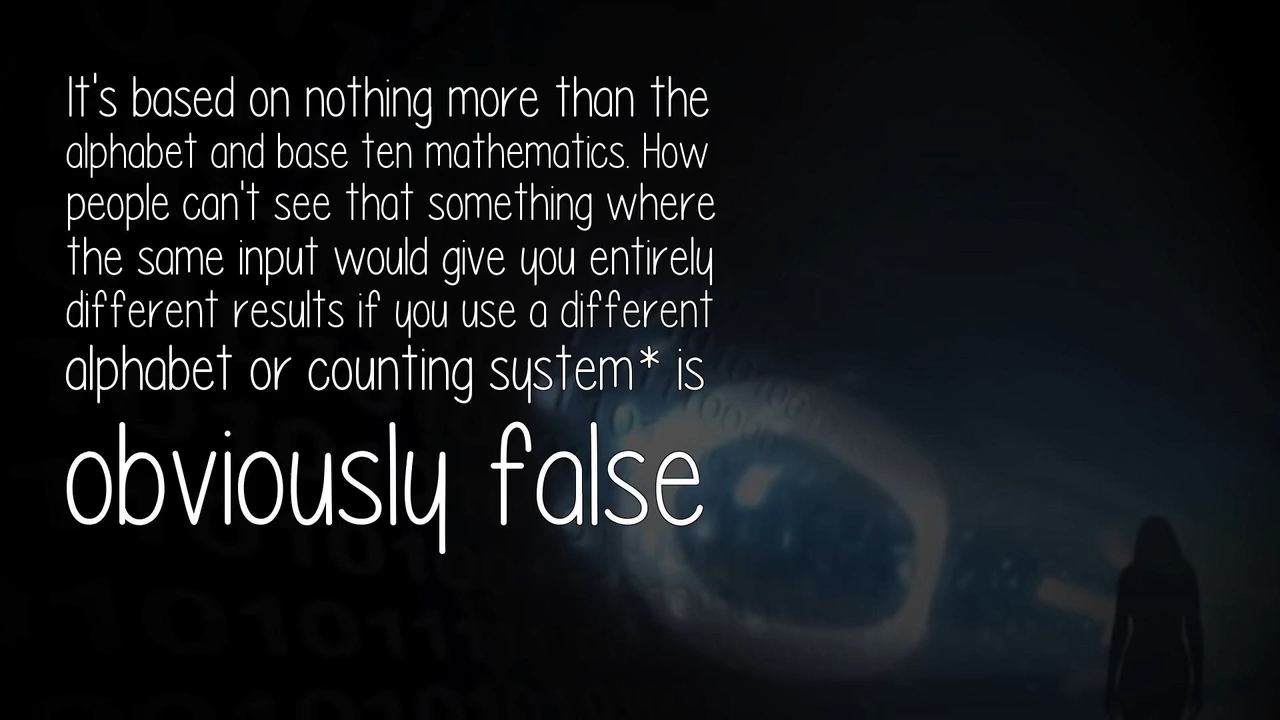 It's based on nothing more than the
alphabet and base ten mathematics. How
people can't see that something where
the same input would give you entirely
different results if you use a different
alphabet or counting system* is
obviously false